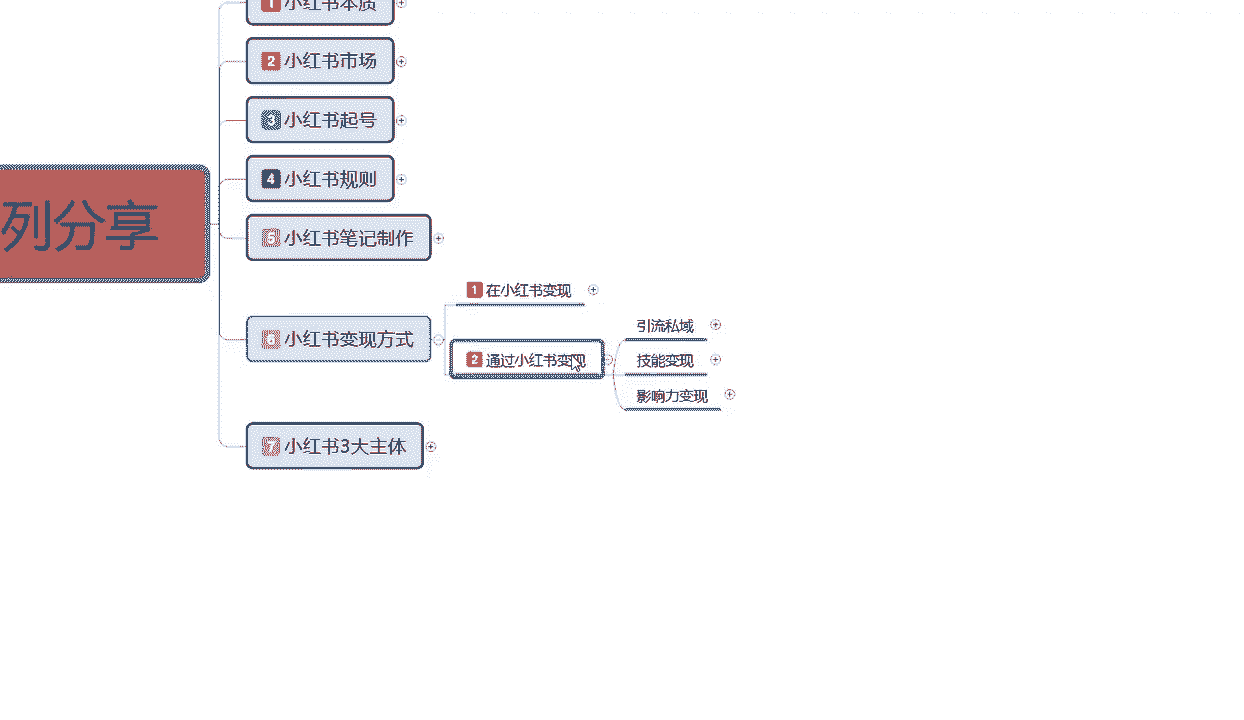 1 小红书本质
2 小红书市场
3 小红书起号
4 小红书规则
列分享
5 小红书笔记制作
1 在小红书变现
引流私域
6 小红书变现方式
2 通过小红书变现
技能变现
影响力变现
7 小红书3大主体